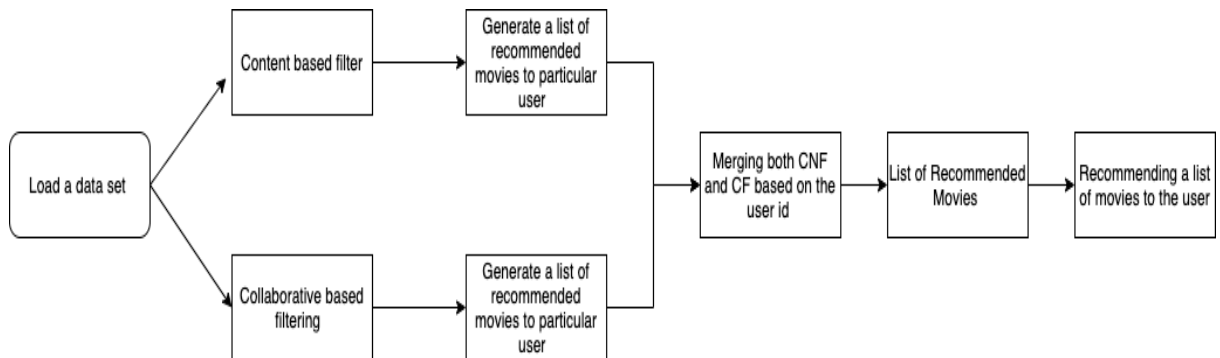 Content based filter
Generate a list of
recommended
movies to particular
user
Load a data set
Merging both CNF
and CF based on the
user id
List of Recommended
Movies
Recommending a list
of movies to the user
Collaborative based
filtering
Generate a list of
recommended
movies to particular
user